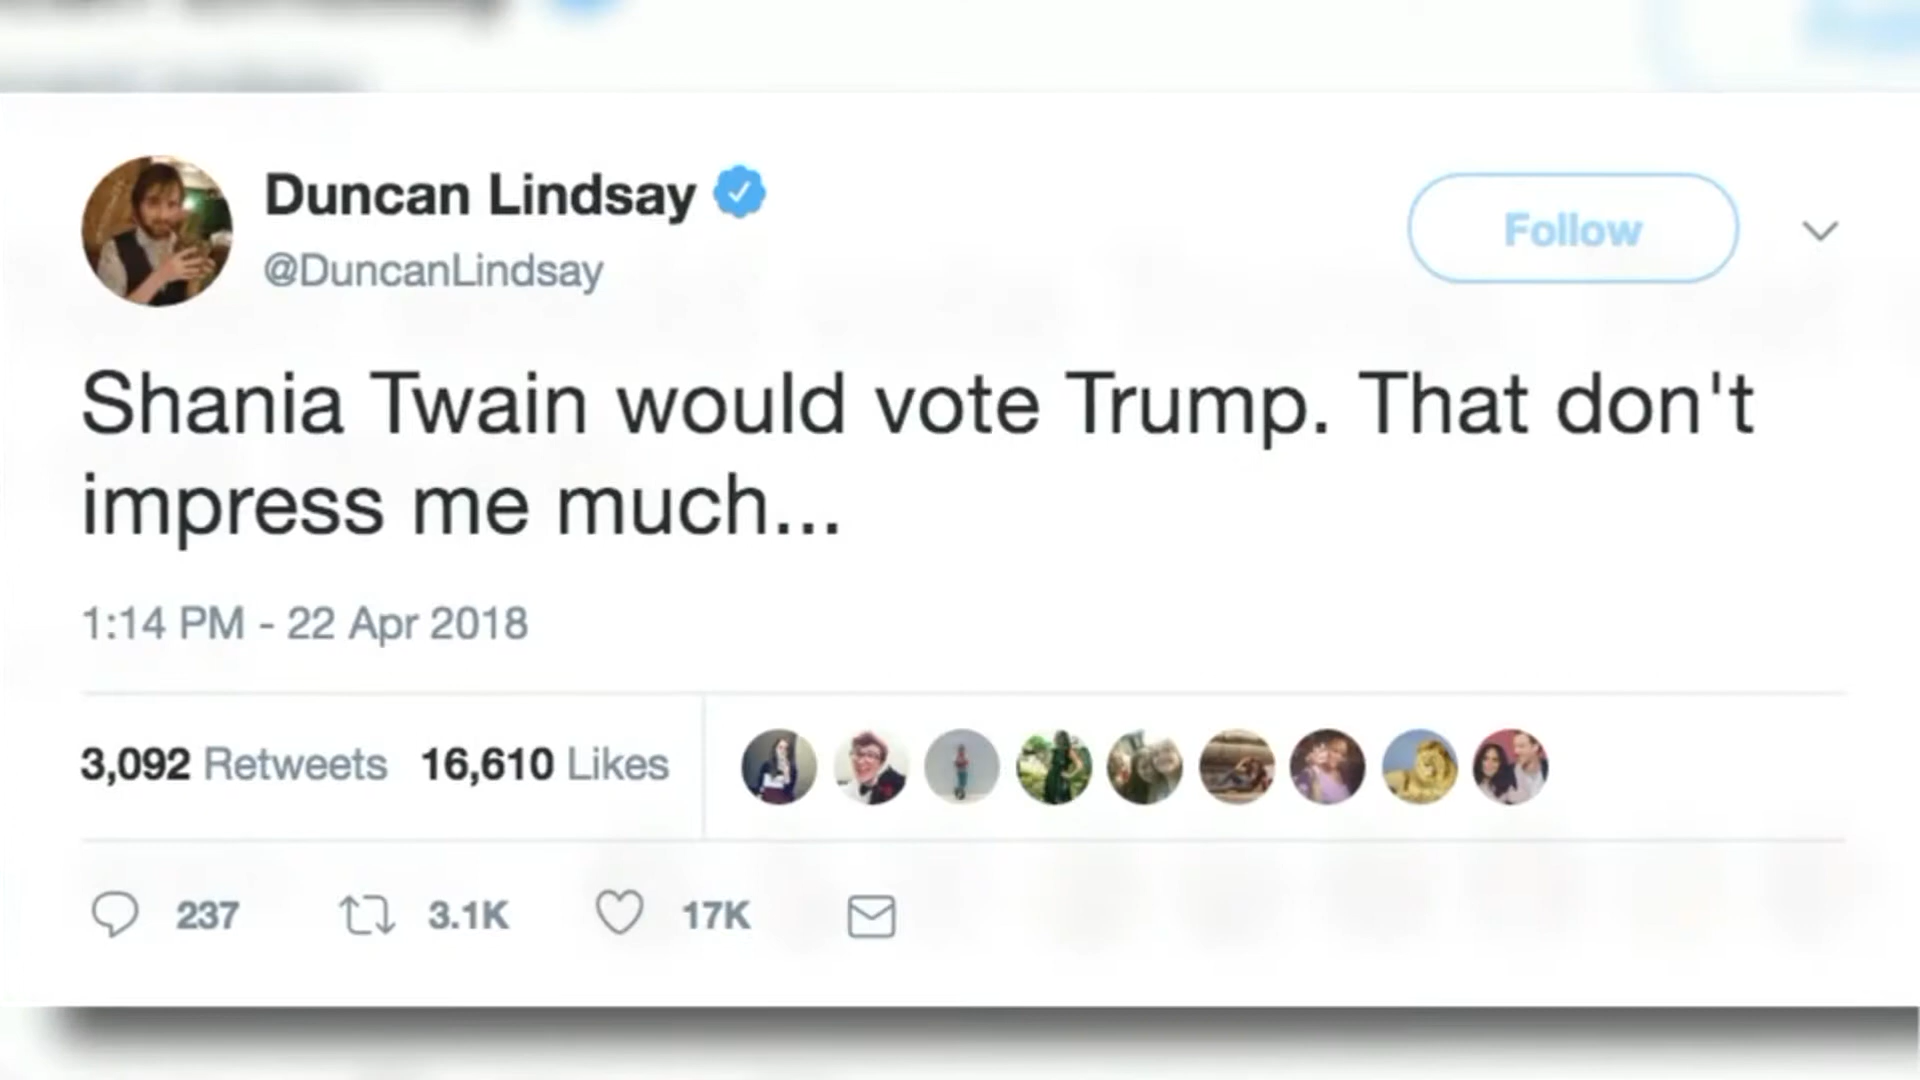 Duncan Lindsay
@DuncanLindsay
Follow
Shania Twain would vote Trump. That don't
impress me much...
1:14 PM - 22 Apr 2018
3,092 Retweets 16,610 Likes
237 3.1K 17K